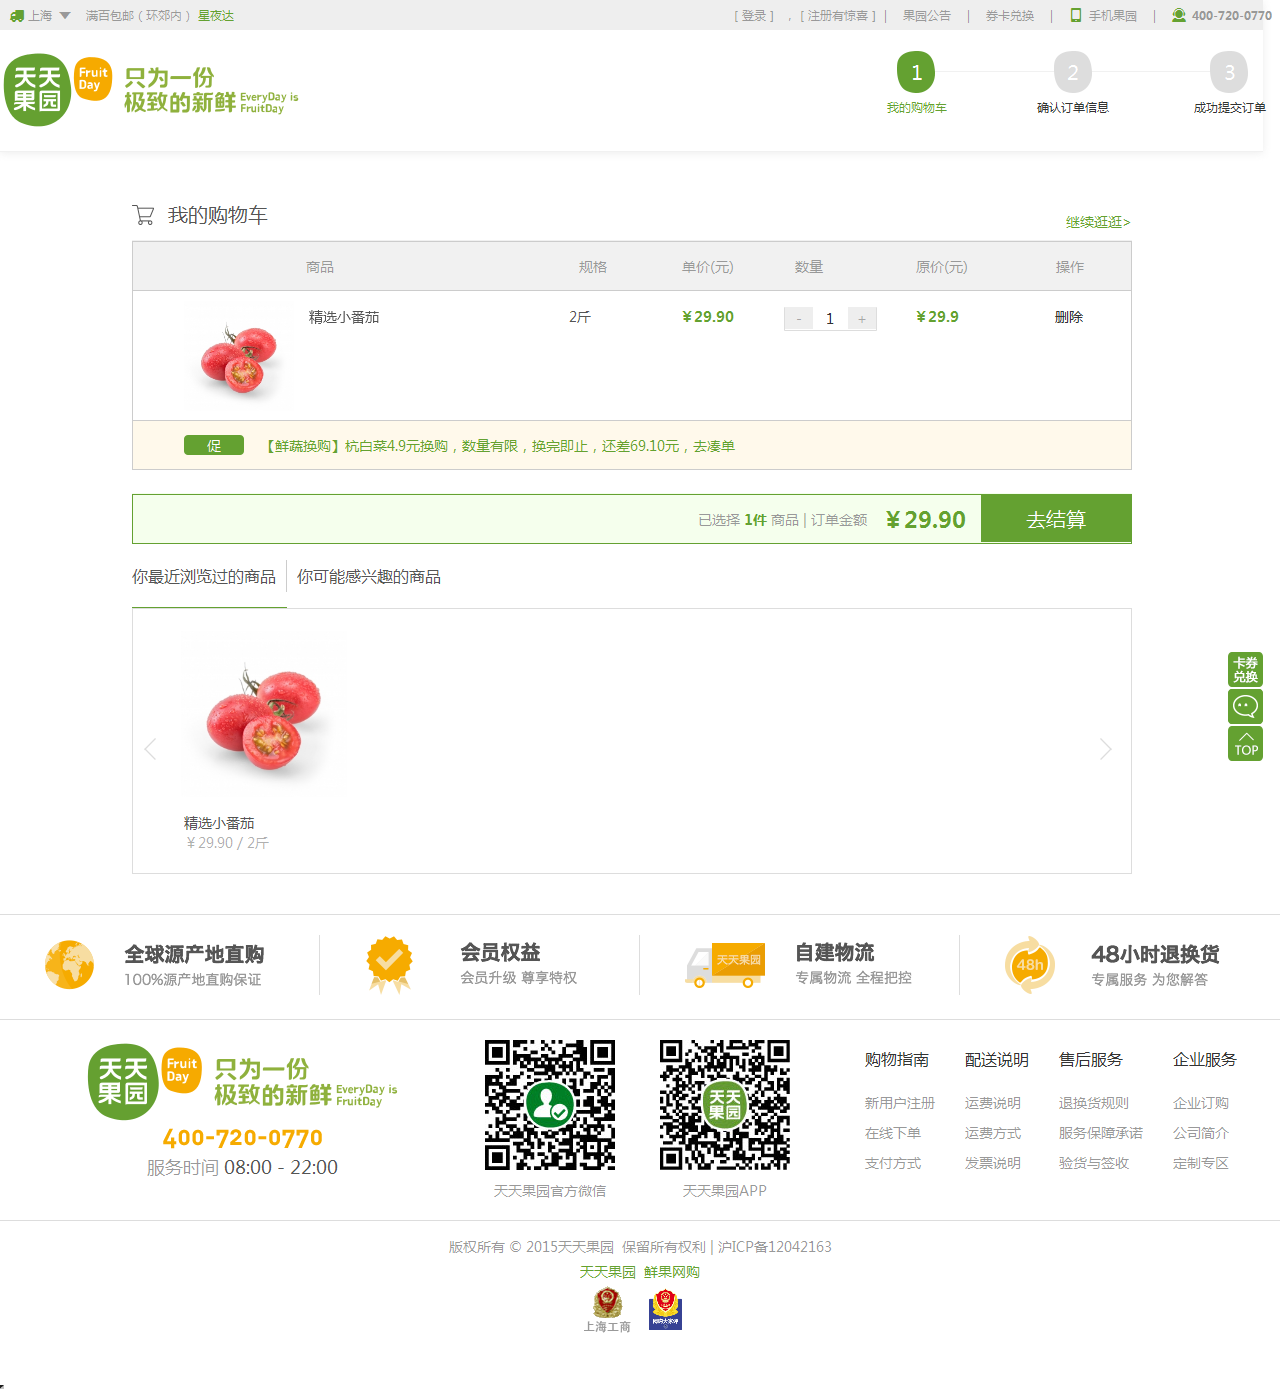 上海 满百包邮（环郊内） 星夜达 [ 登录 ] ， [ 注册有惊喜 ] | 果园公告 | 券卡兑换 | 手机果园 | 400-720-0770
天天果园 Fruit Day 只为一份 极致的新鲜 EveryDay is FruitDay
1 2 3
我的购物车 确认订单信息 成功提交订单
我的购物车
继续逛逛>
商品 规格 单价(元) 数量 原价(元) 操作
精选小番茄 2斤 ¥29.90 - 1 + ¥29.9 删除
促 【鲜蔬换购】杭白菜4.9元换购，数量有限，换完即止，还差69.10元，去凑单
已选择 1件 商品 | 订单金额 ¥29.90 去结算
你最近浏览过的商品 你可能感兴趣的商品
卡券
兑换
TOP
精选小番茄
¥29.90 / 2斤
全球源产地直购 会员权益 自建物流 48小时退换货
100%源产地直购保证 会员升级 尊享特权 专属物流 全程把控 专属服务 为您解答
天天果园
48h
天天果园 Fruit Day 只为一份 极致的新鲜 EveryDay is FruitDay
400-720-0770
服务时间 08:00 - 22:00
天天果园
天天果园官方微信 天天果园APP
购物指南 配送说明 售后服务 企业服务
新用户注册 运费说明 退换货规则 企业订购
在线下单 运费方式 服务保障承诺 公司简介
支付方式 发票说明 验货与签收 定制专区
版权所有 © 2015天天果园 保留所有权利 | 沪ICP备12042163
天天果园 鲜果网购
上海工商